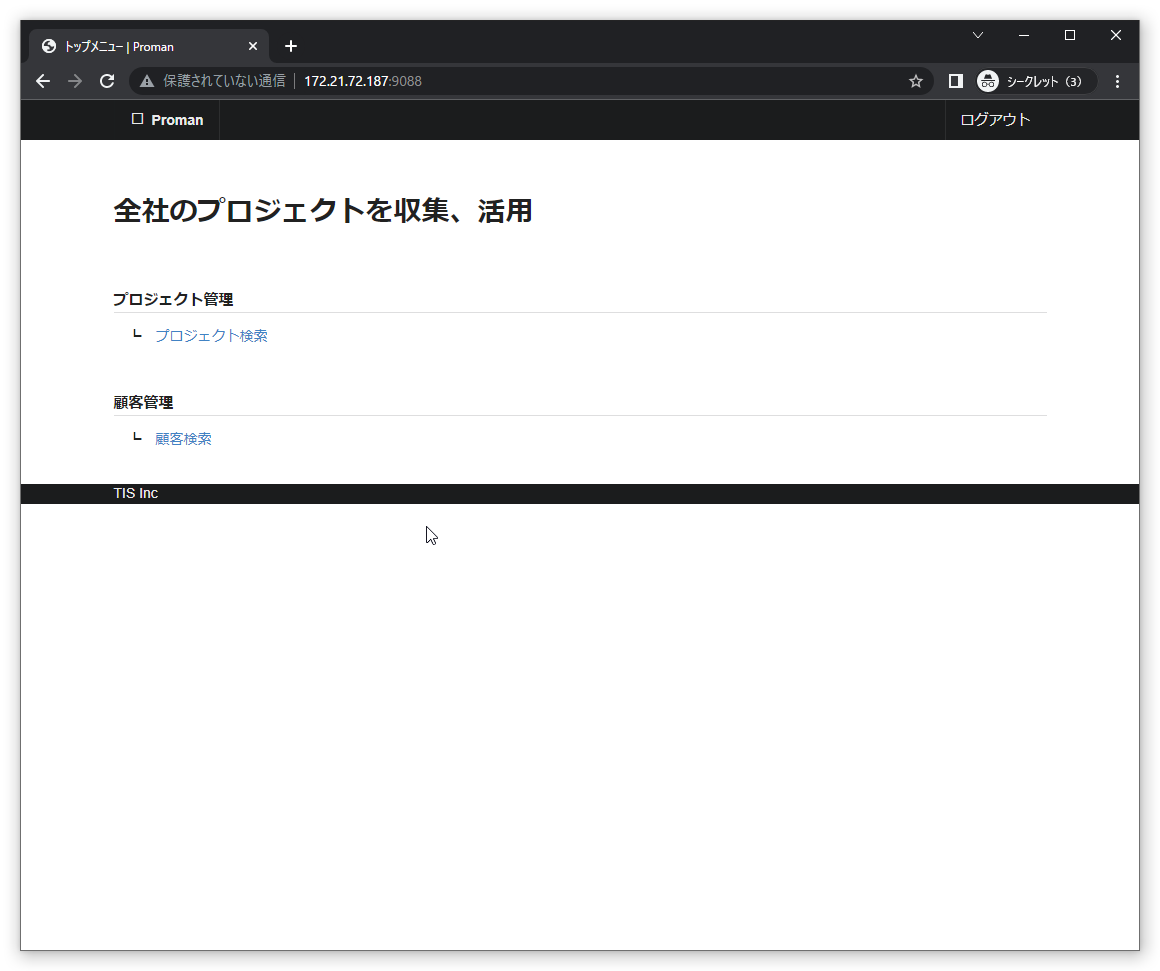 トップメニュー | Proman
保護されていない通信 172.21.72.187:9088 シークレット (3)
Proman ログアウト
全社のプロジェクトを収集、活用
プロジェクト管理
プロジェクト検索
顧客管理
顧客検索
TIS Inc